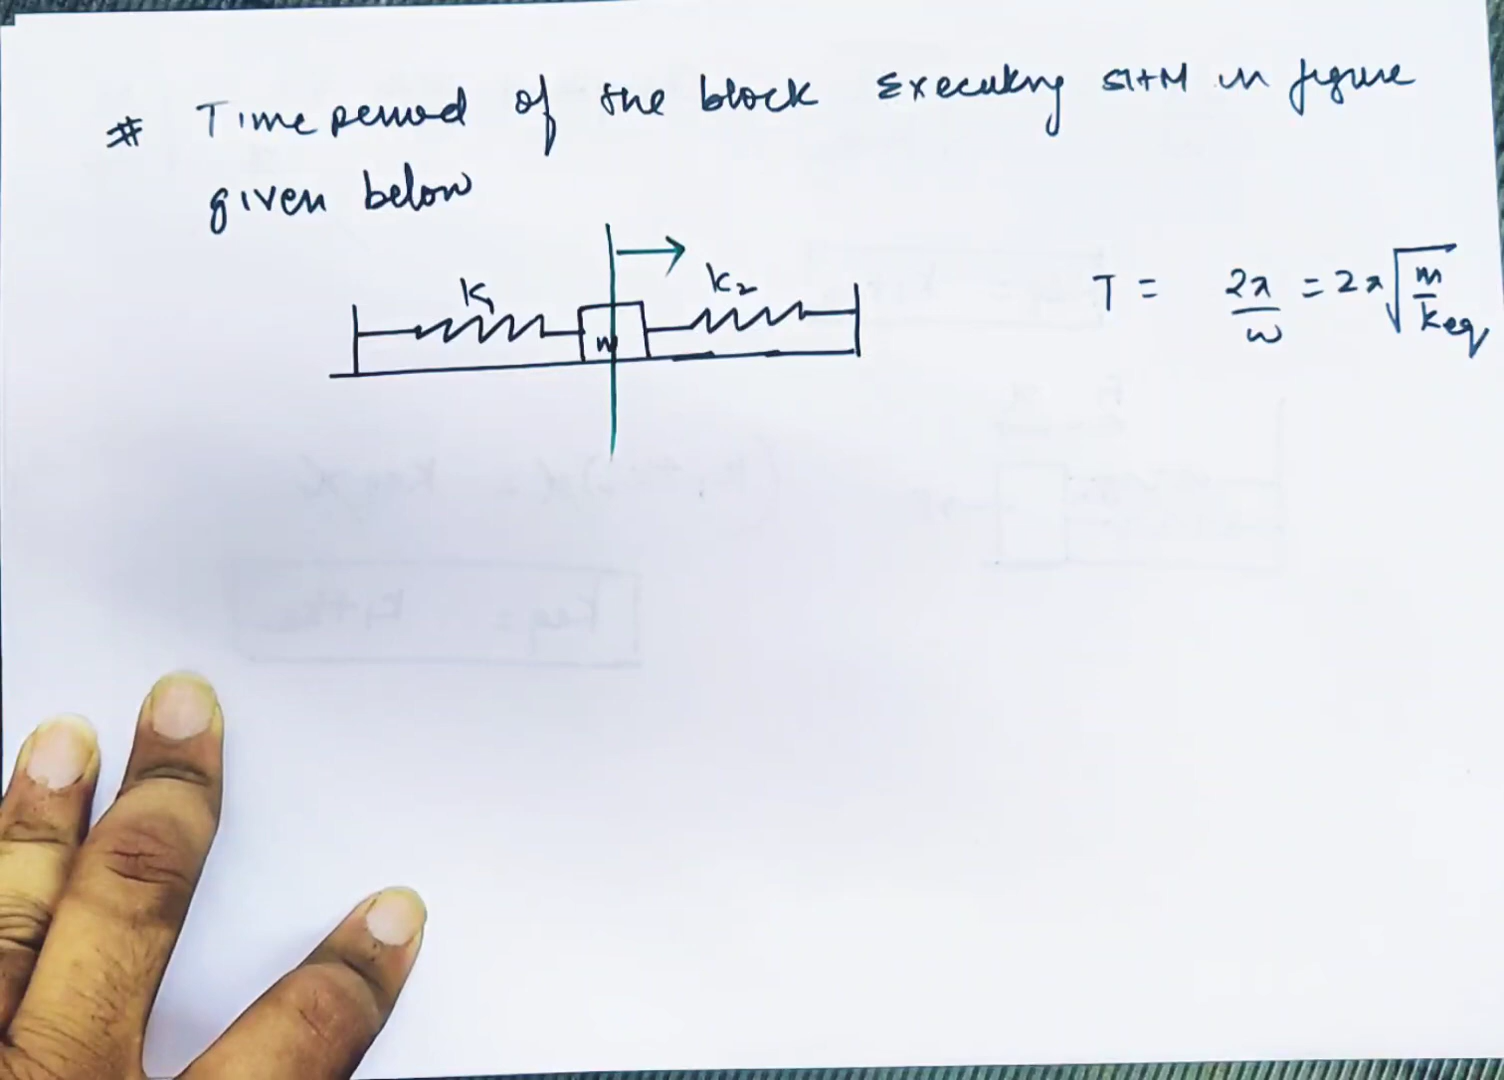 # Time period of the block Executing SHM in figure
given below
K₁
K₂
m
T = 2π/ω = 2π√(m/keq)